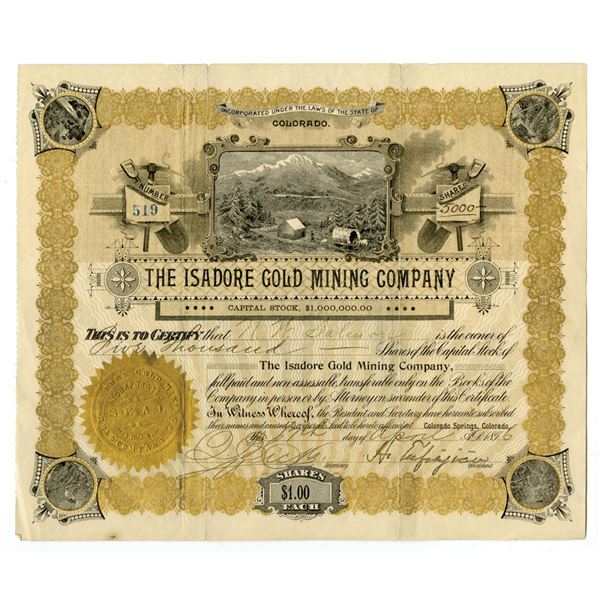 INCORPORATED UNDER THE LAWS OF THE STATE OF
COLORADO.
NUMBER
519
SHARES
5000
THE ISADORE GOLD MINING COMPANY
CAPITAL STOCK, $1,000,000.00
THIS IS TO CERTIFY that is the owner of
Five Thousand Shares of the Capital Stock of
The Isadore Gold Mining Company,
full paid and non assessable, transferable only on the Books of the
Company in person or by Attorney, on surrender of this Certificate.
In Witness Whereof, the President and Secretary have hereunto subscribed
their names and caused its corporate Seal to be hereto affixed at Colorado Springs, Colorado,
this day of April A.D. 1896
Secretary President
SEAL
COMPANY
SHARES
$1.00
EACH